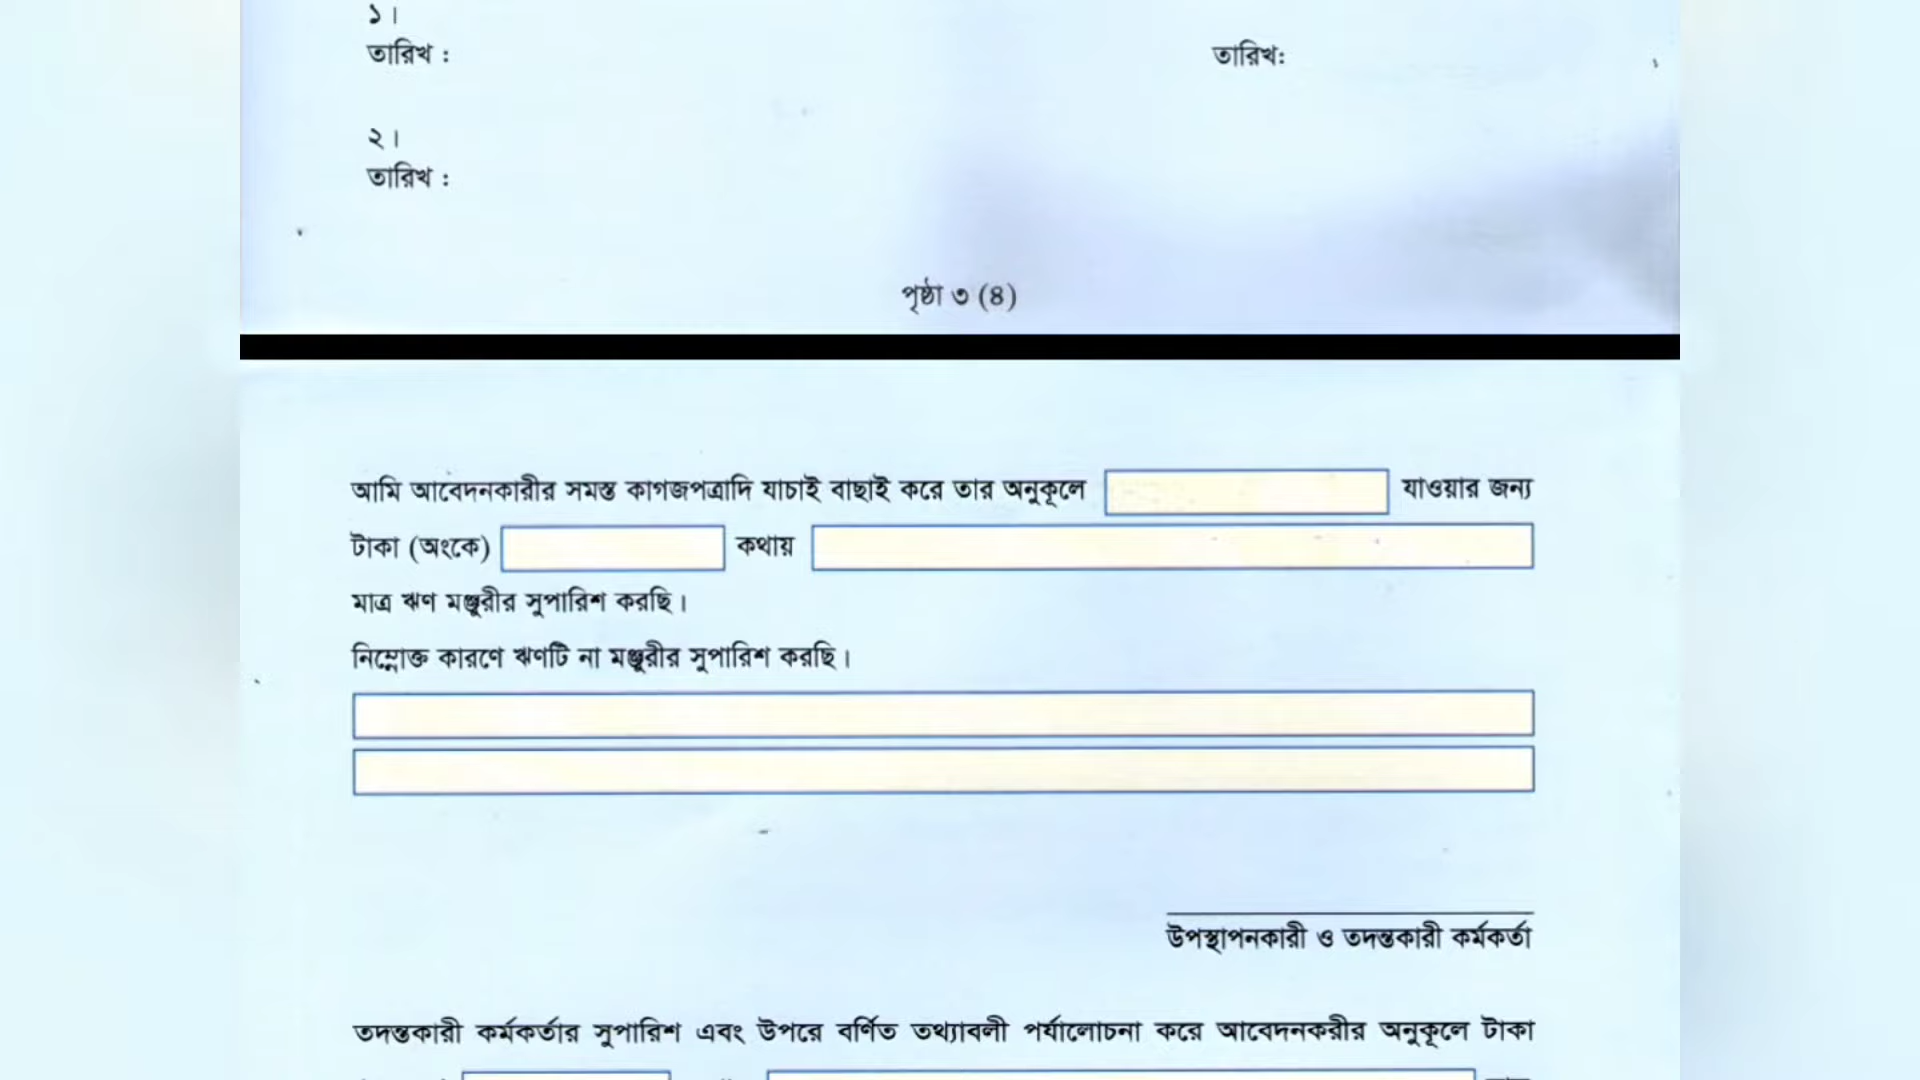 ১।
তারিখ :
তারিখ:
২।
তারিখ :
পৃষ্ঠা ৩ (৪)
আমি আবেদনকারীর সমস্ত কাগজপত্রাদি যাচাই বাছাই করে তার অনুকূলে যাওয়ার জন্য
টাকা (অংকে) কথায়
মাত্র ঋণ মঞ্জুরীর সুপারিশ করছি।
নিম্নোক্ত কারণে ঋণটি না মঞ্জুরীর সুপারিশ করছি।
উপস্থাপনকারী ও তদন্তকারী কর্মকর্তা
তদন্তকারী কর্মকর্তার সুপারিশ এবং উপরে বর্ণিত তথ্যাবলী পর্যালোচনা করে আবেদনকরীর অনুকূলে টাকা